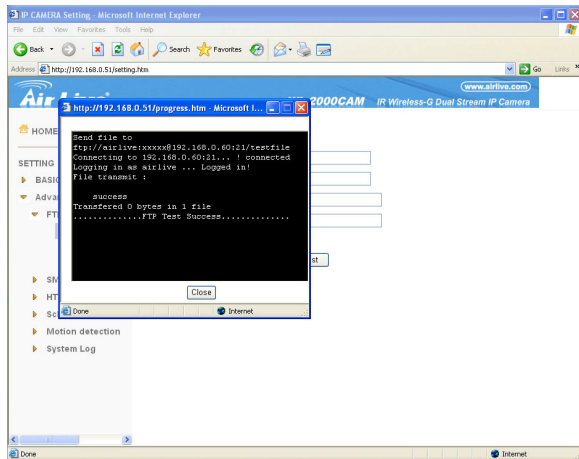 IP CAMERA Setting - Microsoft Internet Explorer
File Edit View Favorites Tools Help
Back Search Favorites
Address http://192.168.0.51/setting.htm Go Links »
www.airlive.com
2000CAM IR Wireless-G Dual Stream IP Camera
http://192.168.0.51/progress.htm - Microsoft I...
Send file to
ftp://airlive:xxxxx@192.168.0.60:21/testfile
Connecting to 192.168.0.60:21... ! connected
Logging in as airlive ... Logged in!
File transmit :
success
Transfered 0 bytes in 1 file
..............FTP Test Success.............
Close
Done Internet
HOME
SETTING
BASIC
Adva
FT
st
SM
HT
Sc
Motion detection
System Log
Done Internet